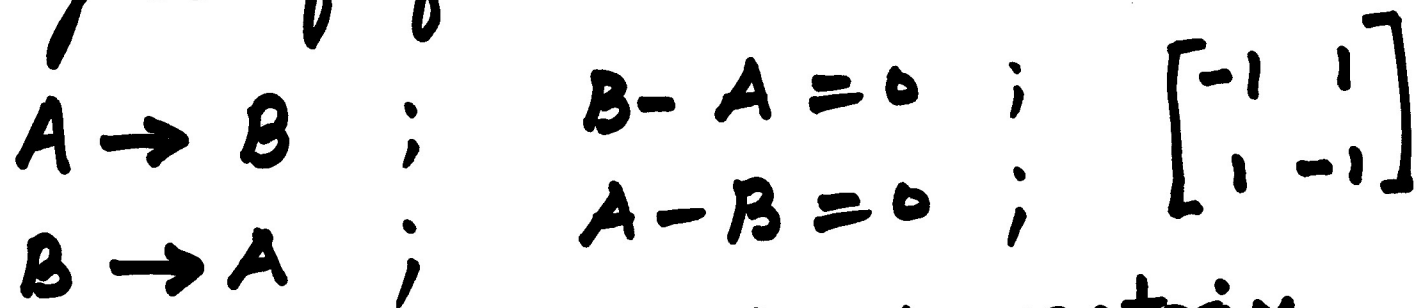 A → B ; B - A = 0 ; [-1 1
B → A ; A - B = 0 ; 1 -1]